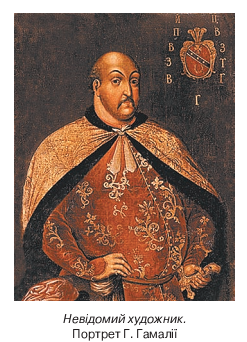 П В
В З
З Т
В Г
Г
Невідомий художник.
Портрет Г. Гамалії